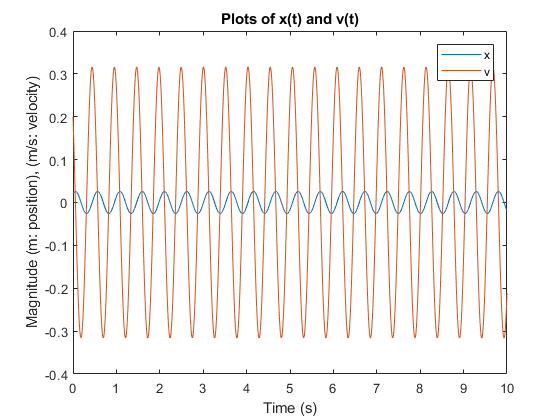 Plots of x(t) and v(t)
0.4
0.3
0.2
0.1
0
-0.1
-0.2
-0.3
-0.4
Magnitude (m: position), (m/s: velocity)
x
v
0 1 2 3 4 5 6 7 8 9 10
Time (s)